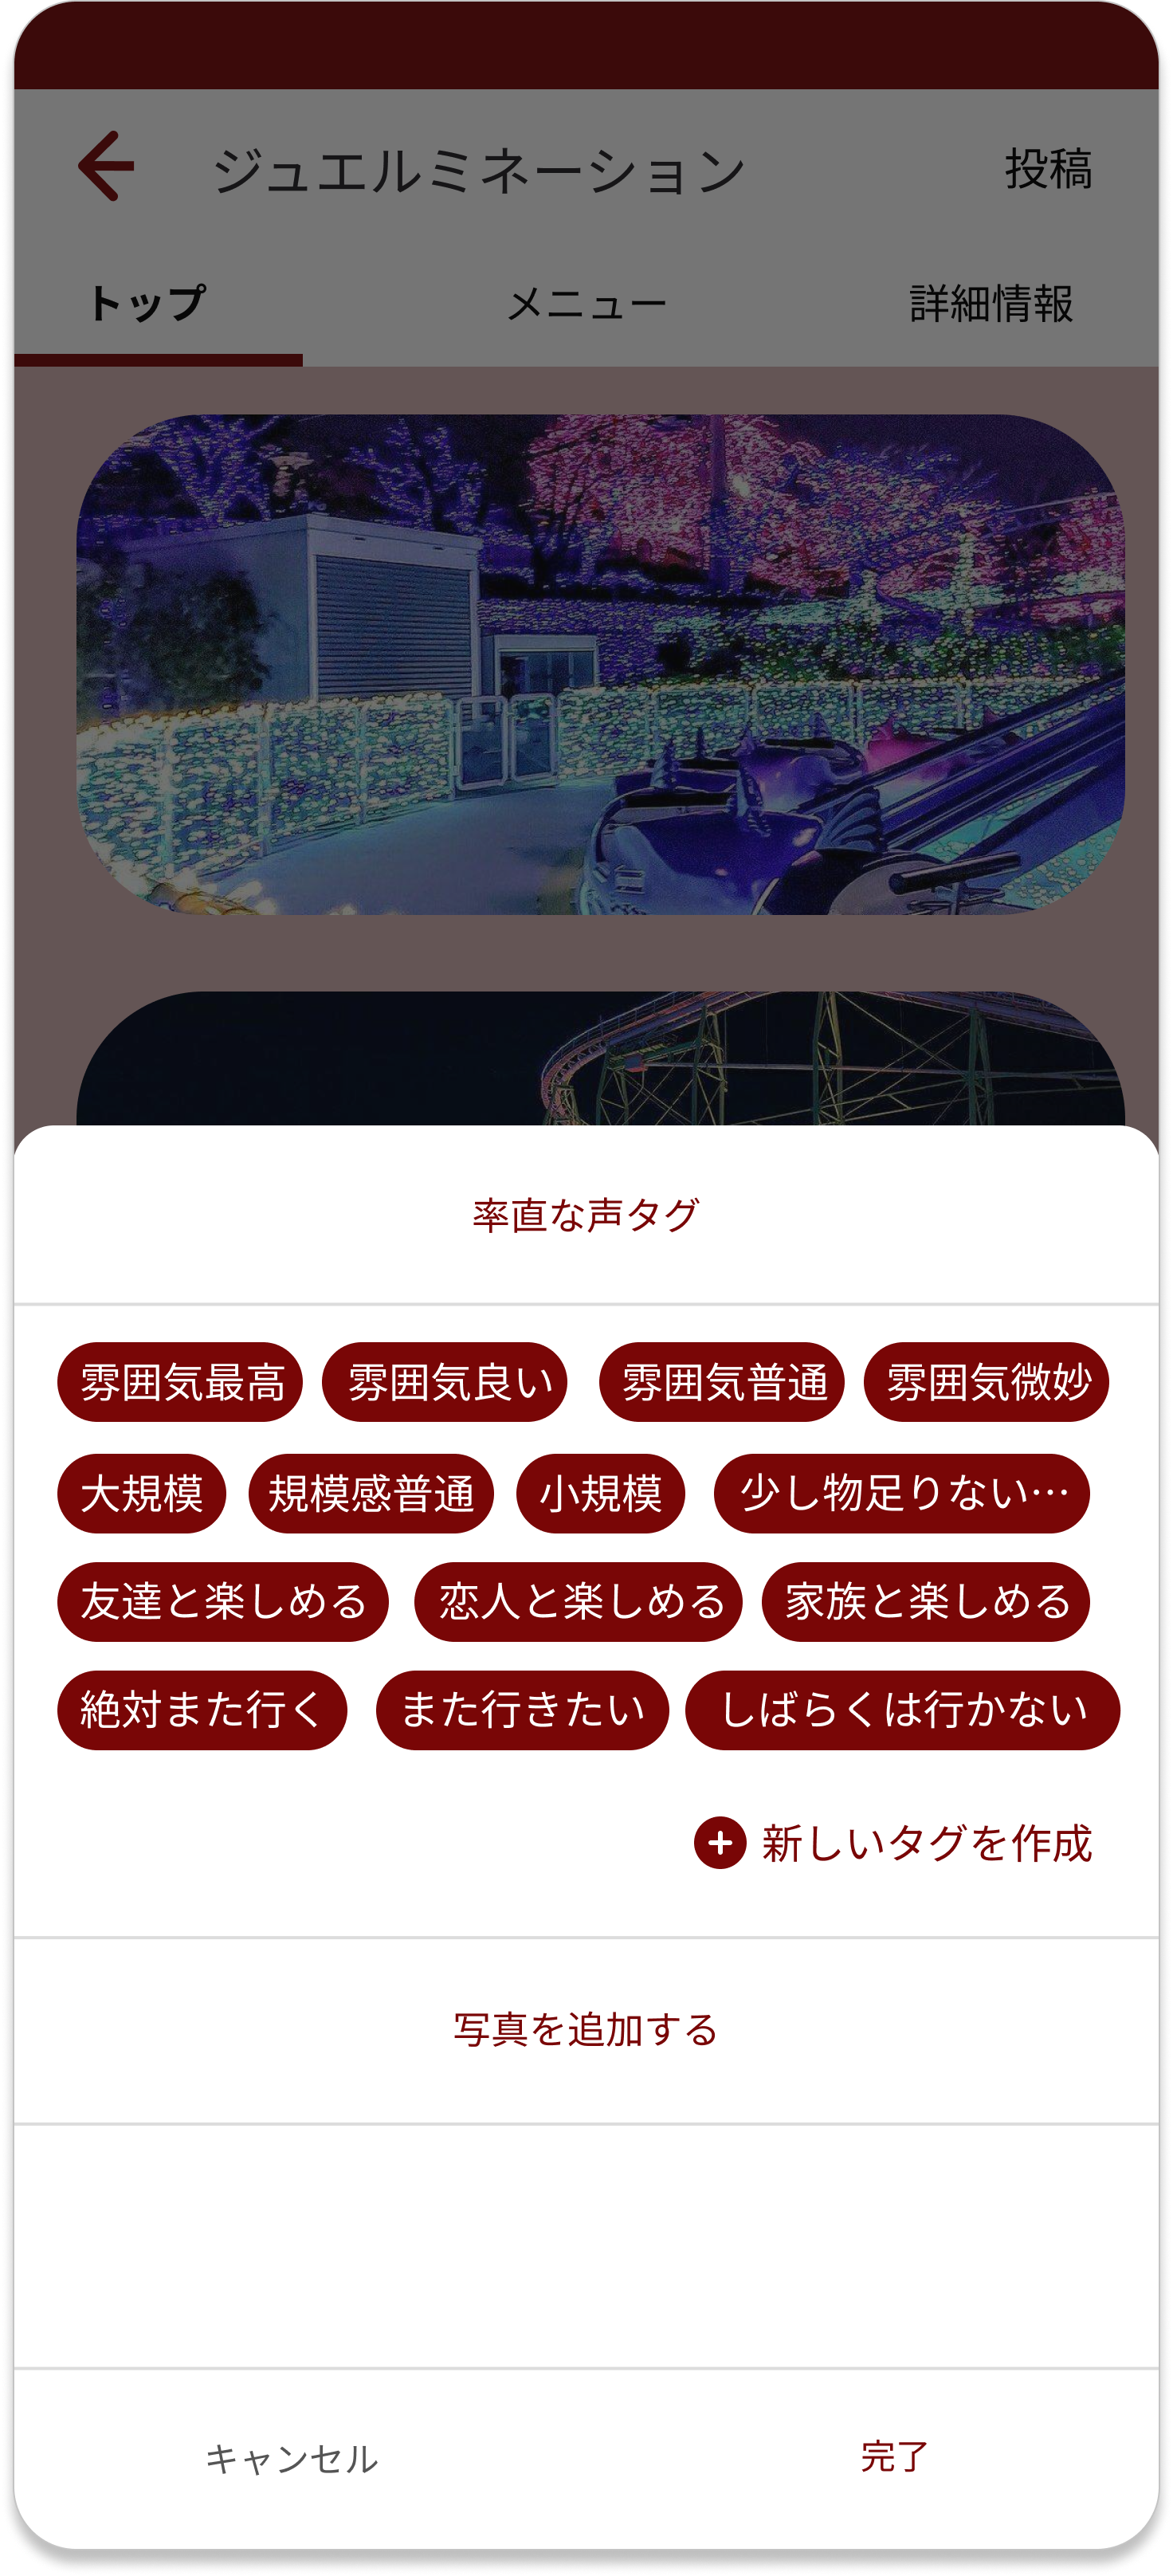 ジュエルミネーション 投稿
トップ メニュー 詳細情報
率直な声タグ
雰囲気最高 雰囲気良い 雰囲気普通 雰囲気微妙
大規模 規模感普通 小規模 少し物足りない…
友達と楽しめる 恋人と楽しめる 家族と楽しめる
絶対また行く また行きたい しばらくは行かない
新しいタグを作成
写真を追加する
キャンセル 完了